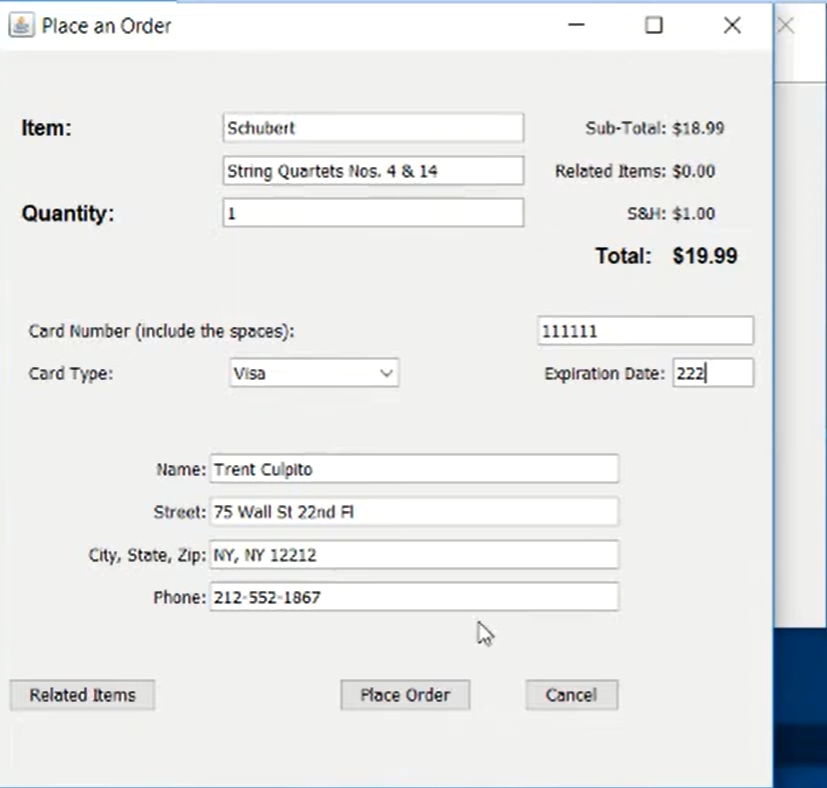 Place an Order
Item: Schubert Sub-Total: $18.99
String Quartets Nos. 4 & 14 Related Items: $0.00
Quantity: 1 S&H: $1.00
Total: $19.99
Card Number (include the spaces): 111111
Card Type: Visa Expiration Date: 222
Name: Trent Culpito
Street: 75 Wall St 22nd Fl
City, State, Zip: NY, NY 12212
Phone: 212-552-1867
Related Items Place Order Cancel